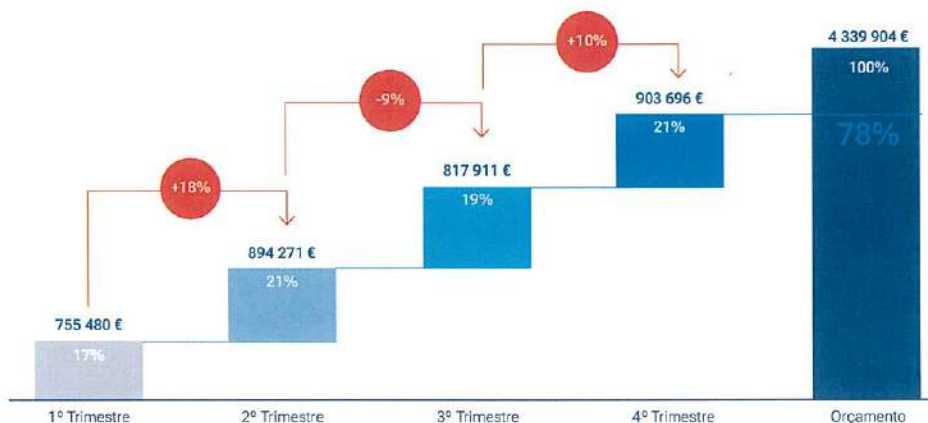 4 339 904 €
+10%
100%
903 696 €
-9%
21%
78%
817 911 €
+18%
19%
894 271 €
21%
755 480 €
17%
1º Trimestre
2º Trimestre
3º Trimestre
4º Trimestre
Orçamento